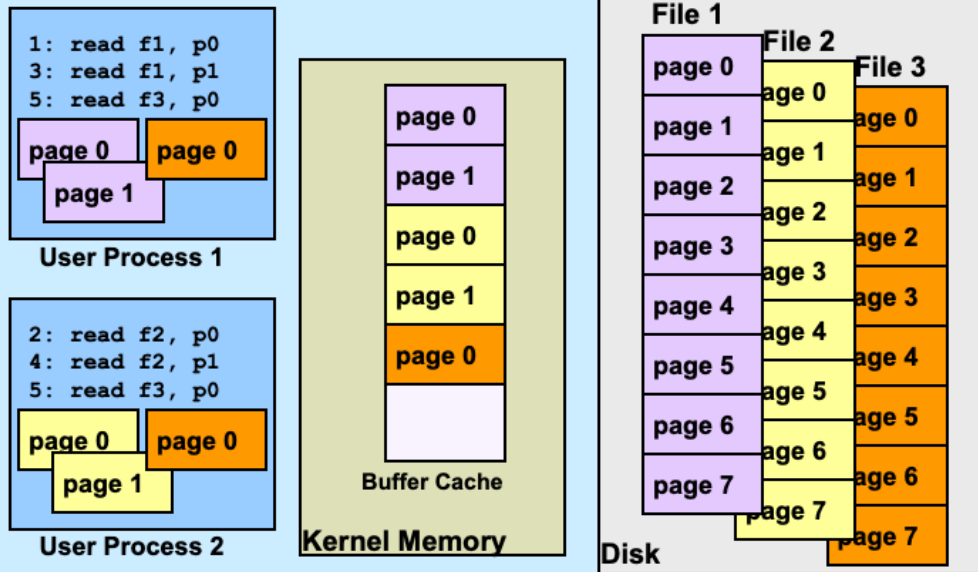 1: read f1, p0
3: read f1, p1
5: read f3, p0
page 0
page 0
page 1
User Process 1
2: read f2, p0
4: read f2, p1
5: read f3, p0
page 0
page 0
page 1
User Process 2
page 0
page 1
page 0
page 1
page 0
Buffer Cache
Kernel Memory
File 1
page 0
page 1
page 2
page 3
page 4
page 5
page 6
page 7
File 2
age 0
age 1
age 2
age 3
age 4
age 5
age 6
page 7
File 3
age 0
age 1
age 2
age 3
age 4
age 5
age 6
page 7
Disk